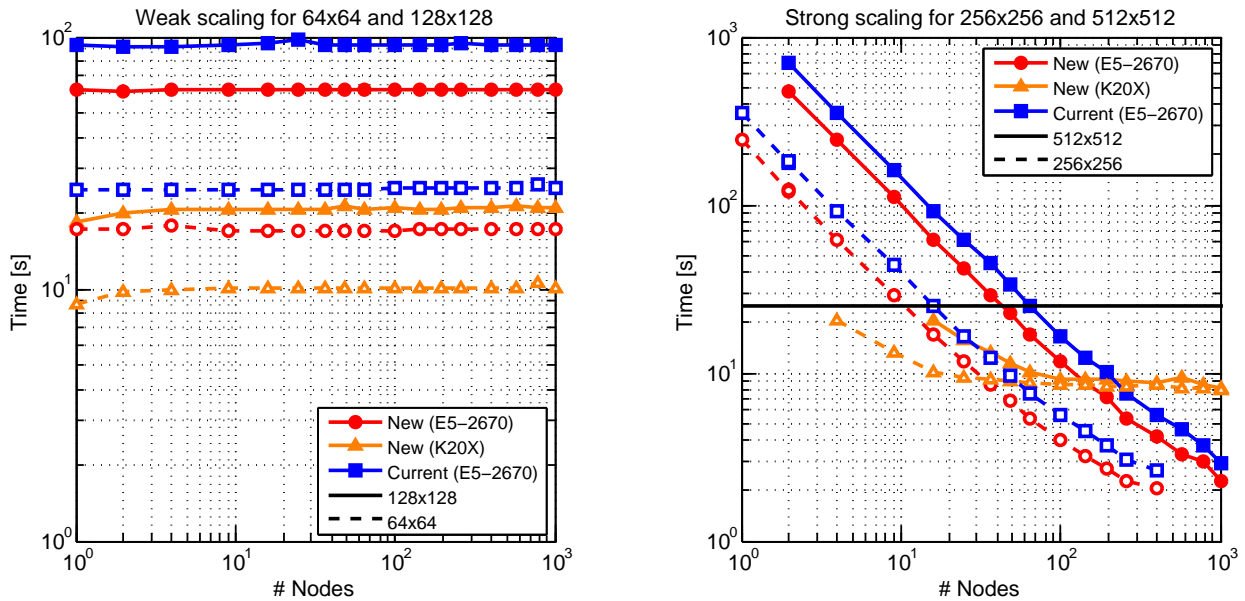 Weak scaling for 64x64 and 128x128
10^2
10^1
10^0
Time [s]
New (E5−2670)
New (K20X)
Current (E5−2670)
128x128
64x64
10^0 10^1 10^2 10^3
# Nodes
Strong scaling for 256x256 and 512x512
10^3
10^2
10^1
10^0
Time [s]
New (E5−2670)
New (K20X)
Current (E5−2670)
512x512
256x256
10^0 10^1 10^2 10^3
# Nodes